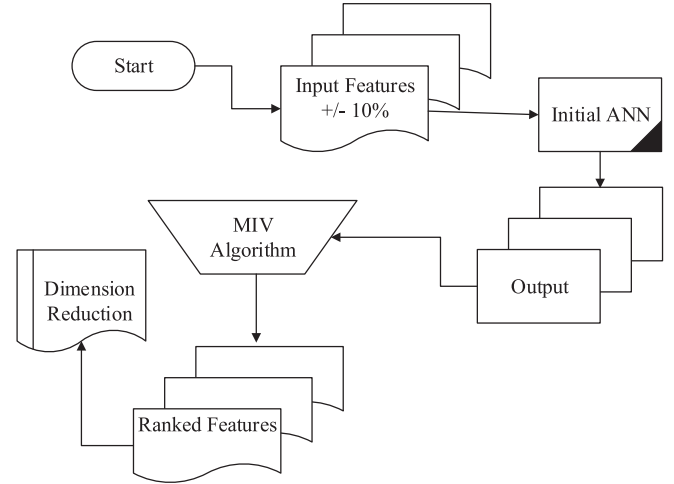 Start
Input Features
+/- 10%
Initial ANN
MIV
Algorithm
Output
Dimension
Reduction
Ranked Features